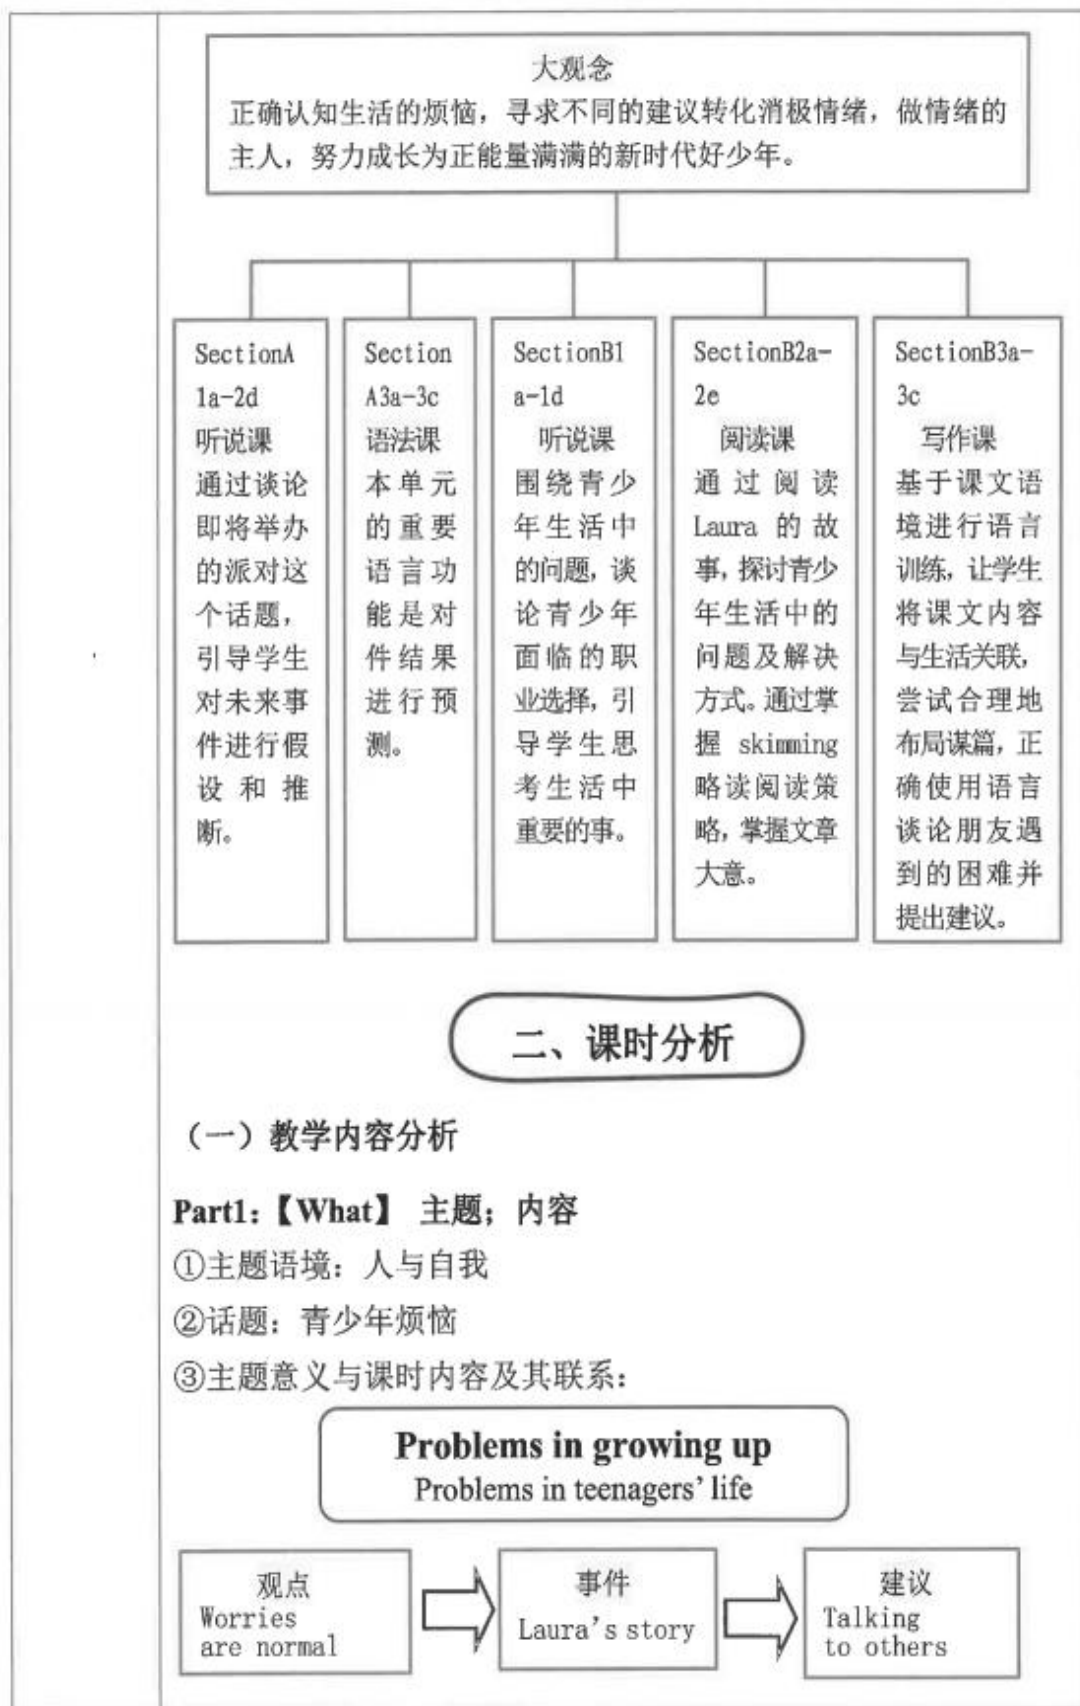 大观念
正确认知生活的烦恼，寻求不同的建议转化消极情绪，做情绪的
主人，努力成长为正能量满满的新时代好少年。
SectionA
1a-2d
听说课
通过谈论
即将举办
的派对这
个话题，
引导学生
对未来事
件进行假
设和推
断。
Section
A3a-3c
语法课
本单元
的重要
语言功
能是对
件结果
进行预
测。
SectionB1
a-1d
听说课
围绕青少
年生活中
的问题，谈
论青少年
面临的职
业选择，引
导学生思
考生活中
重要的事。
SectionB2a-
2e
阅读课
通过阅读
Laura 的故
事，探讨青少
年生活中的
问题及解决
方式。通过掌
握 skimming
略读阅读策
略，掌握文章
大意。
SectionB3a-
3c
写作课
基于课文语
境进行语言
训练，让学生
将课文内容
与生活关联，
尝试合理地
布局谋篇，正
确使用语言
谈论朋友遇
到的困难并
提出建议。
二、课时分析
（一）教学内容分析
Part1：【What】 主题；内容
①主题语境：人与自我
②话题：青少年烦恼
③主题意义与课时内容及其联系：
Problems in growing up
Problems in teenagers' life
观点
Worries
are normal
事件
Laura's story
建议
Talking
to others